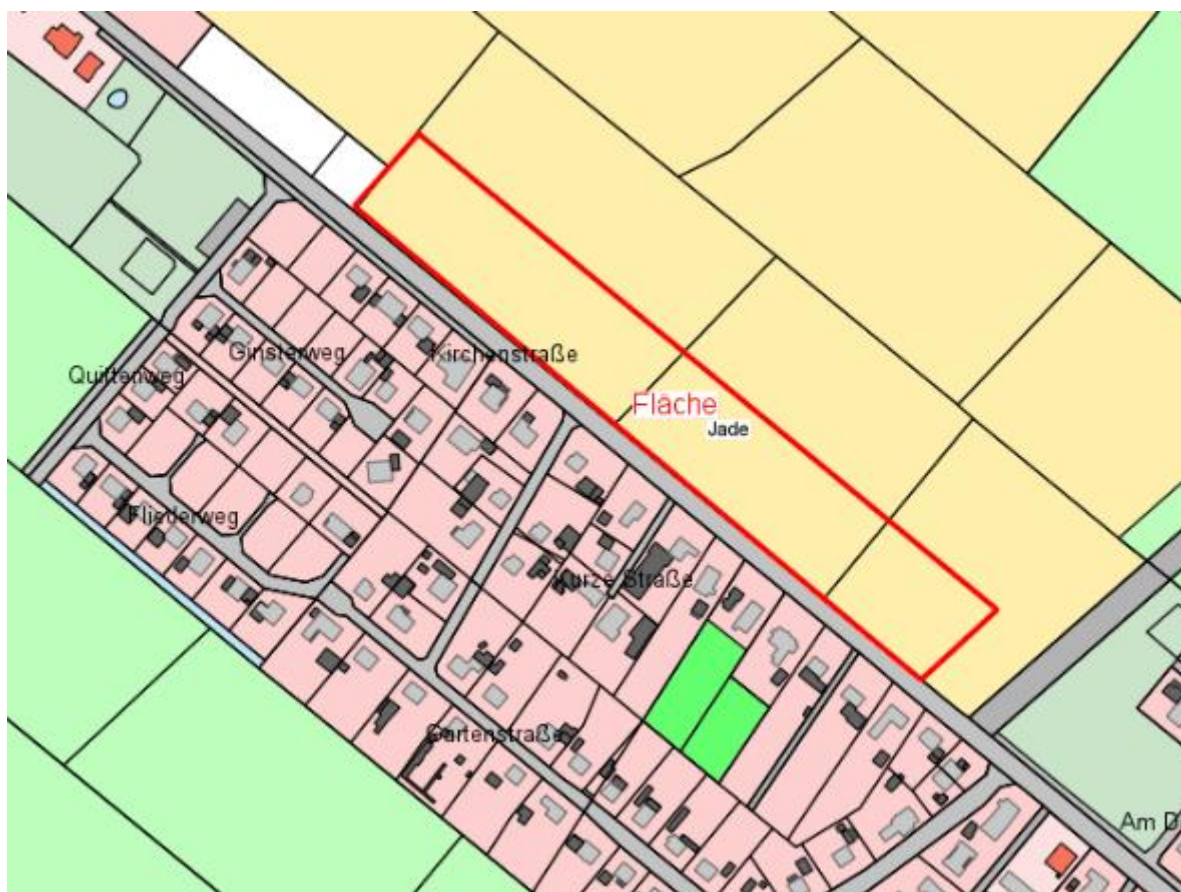 Ginsterweg
Kirchenstraße
Quittenweg
Fläche
Jade
Fliederweg
Kurze Straße
Gartenstraße
Am D